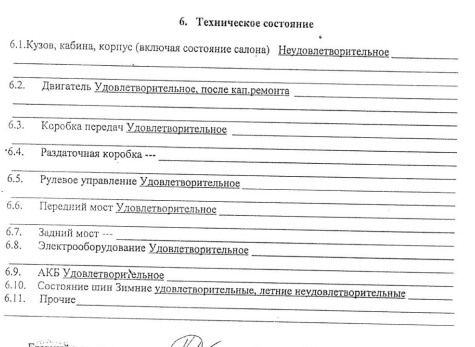 6. Техническое состояние
6.1.Кузов, кабина, корпус (включая состояние салона) Неудовлетворительное
6.2. Двигатель Удовлетворительное, после кап.ремонта
6.3. Коробка передач Удовлетворительное
6.4. Раздаточная коробка ---
6.5. Рулевое управление Удовлетворительное
6.6. Передний мост Удовлетворительное
6.7. Задний мост ---
6.8. Электрооборудование Удовлетворительное
6.9. АКБ Удовлетворительное
6.10. Состояние шин Зимние удовлетворительные, летние неудовлетворительные
6.11. Прочие